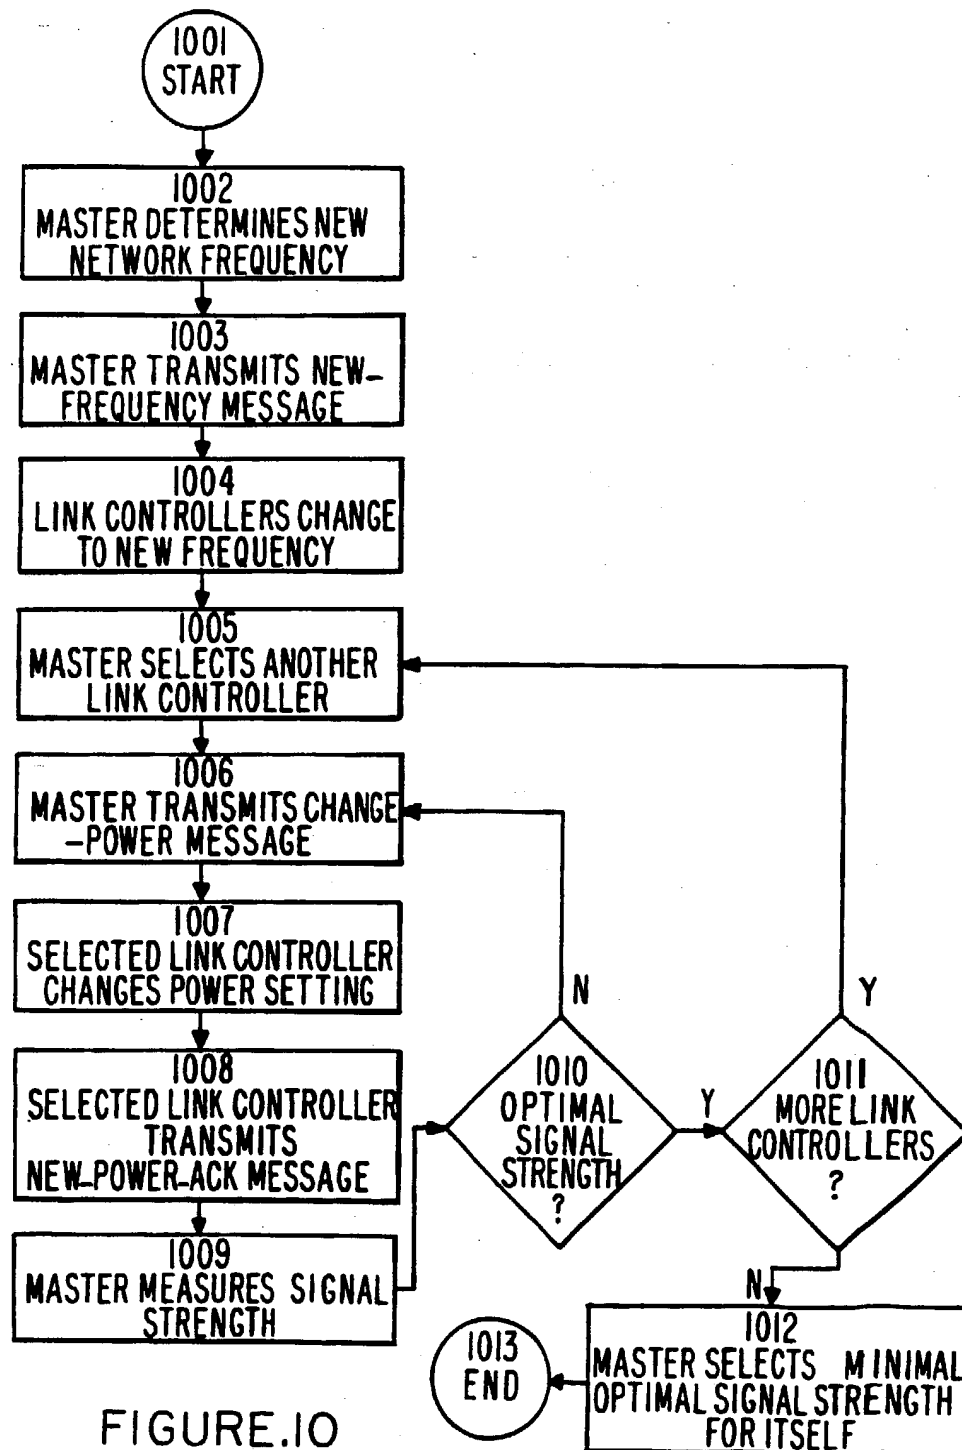 1001
START
1002
MASTER DETERMINES NEW
NETWORK FREQUENCY
1003
MASTER TRANSMITS NEW-
FREQUENCY MESSAGE
1004
LINK CONTROLLERS CHANGE
TO NEW FREQUENCY
1005
MASTER SELECTS ANOTHER
LINK CONTROLLER
1006
MASTER TRANSMITS CHANGE
-POWER MESSAGE
1007
SELECTED LINK CONTROLLER
CHANGES POWER SETTING
1008
SELECTED LINK CONTROLLER
TRANSMITS
NEW-POWER-ACK MESSAGE
1009
MASTER MEASURES SIGNAL
STRENGTH
N
1010
OPTIMAL
SIGNAL
STRENGTH
?
Y
Y
1011
MORE LINK
CONTROLLERS
?
N
1012
MASTER SELECTS MINIMAL
OPTIMAL SIGNAL STRENGTH
FOR ITSELF
1013
END
FIGURE.10